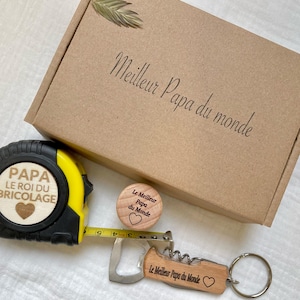 Meilleur Papa du monde
PAPA
LE ROI DU
BRICOLAGE
Le Meilleur
Papa
du Monde
Le Meilleur Papa du Monde